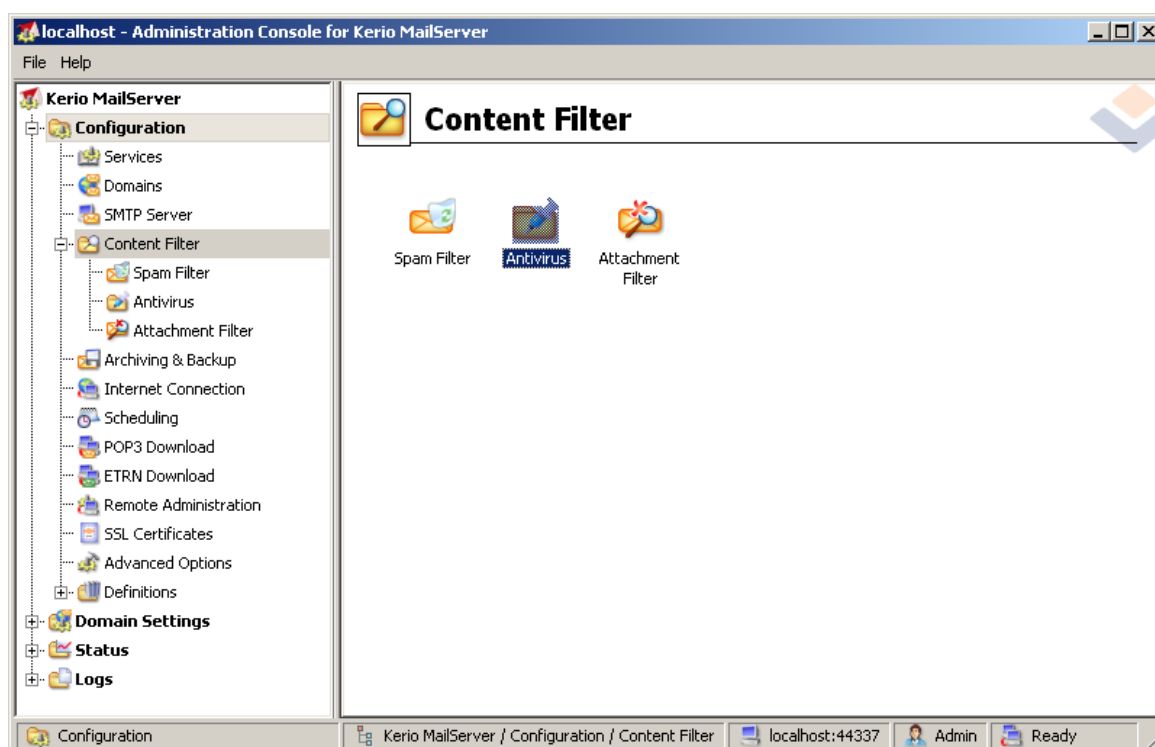 localhost - Administration Console for Kerio MailServer
File Help
Kerio MailServer
Configuration
Services
Domains
SMTP Server
Content Filter
Spam Filter
Antivirus
Attachment Filter
Archiving & Backup
Internet Connection
Scheduling
POP3 Download
ETRN Download
Remote Administration
SSL Certificates
Advanced Options
Definitions
Domain Settings
Status
Logs
Content Filter
Spam Filter
Antivirus
Attachment
Filter
Configuration
Kerio MailServer / Configuration / Content Filter
localhost:44337
Admin
Ready